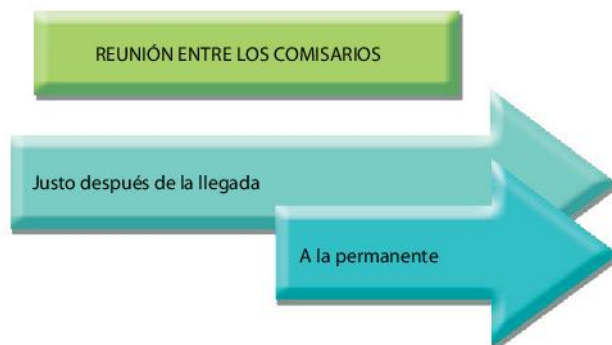 REUNIÓN ENTRE LOS COMISARIOS
Justo después de la llegada
A la permanente